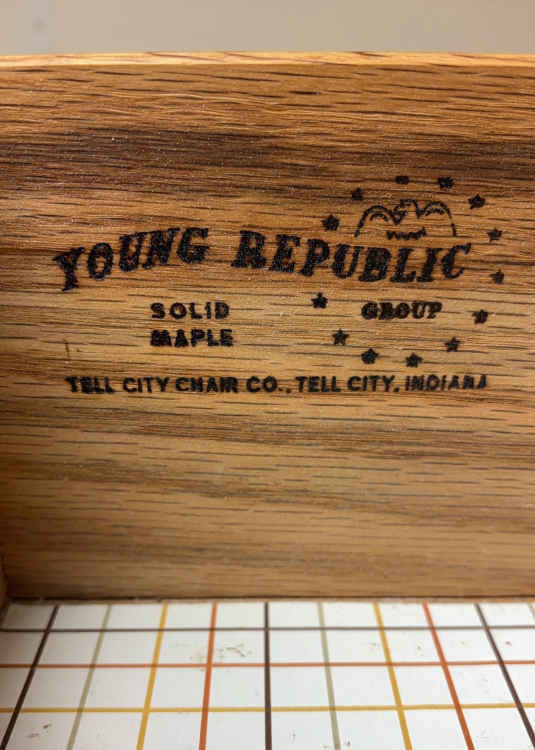 YOUNG REPUBLIC
SOLID
MAPLE
GROUP
TELL CITY CHAIR CO., TELL CITY, INDIANA